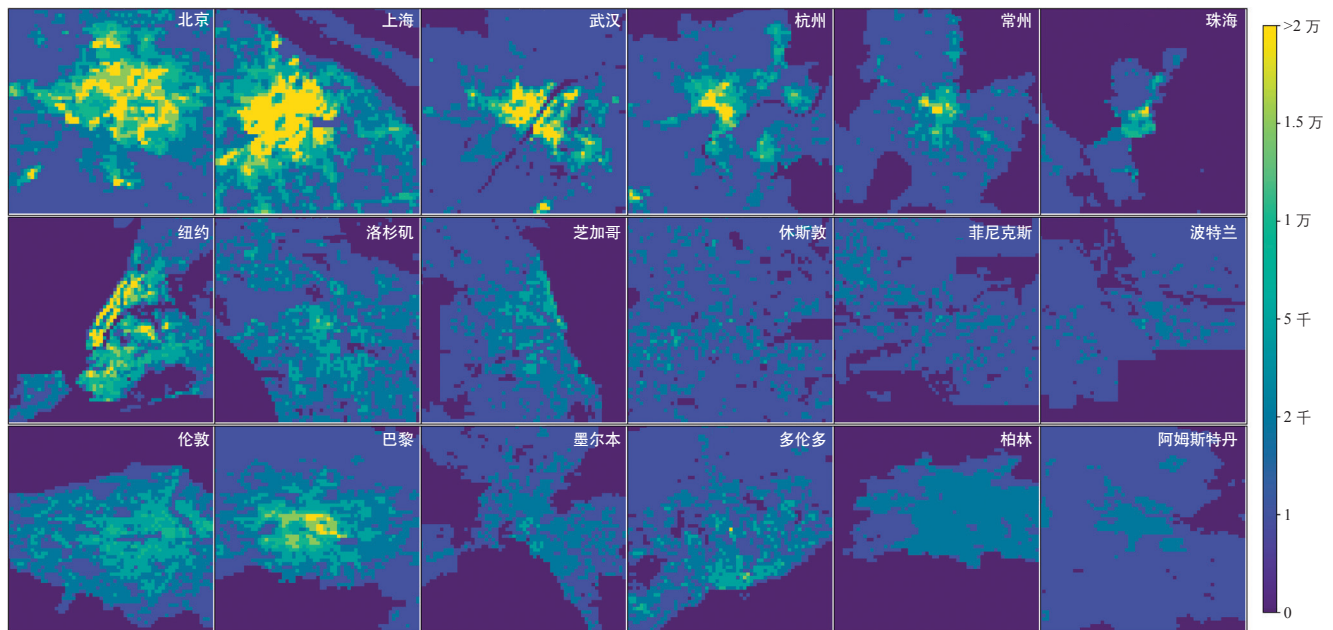 北京
上海
武汉
杭州
常州
珠海
纽约
洛杉矶
芝加哥
休斯敦
菲尼克斯
波特兰
伦敦
巴黎
墨尔本
多伦多
柏林
阿姆斯特丹
>2 万
1.5 万
1 万
5 千
2 千
1
0